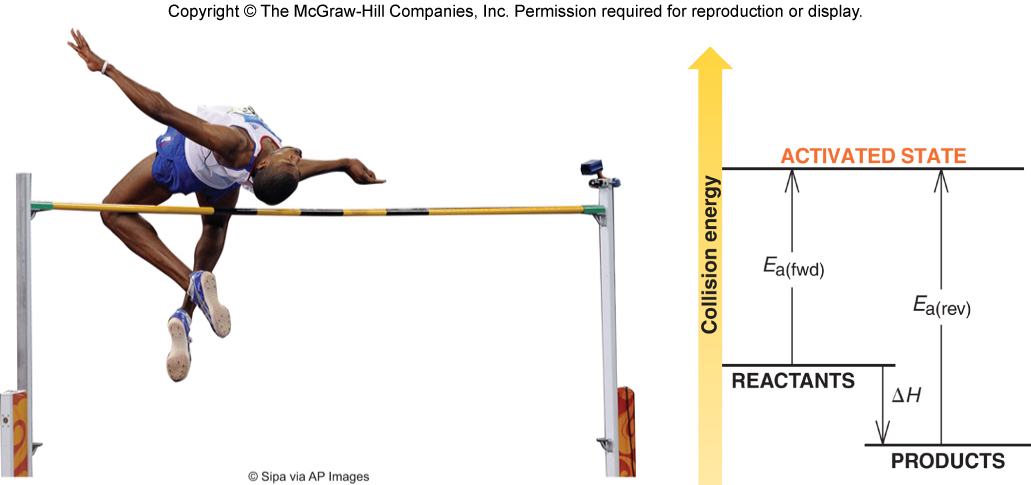 Copyright © The McGraw-Hill Companies, Inc. Permission required for reproduction or display.
ACTIVATED STATE
Collision energy
Ea(fwd)
Ea(rev)
REACTANTS
ΔH
PRODUCTS
© Sipa via AP Images